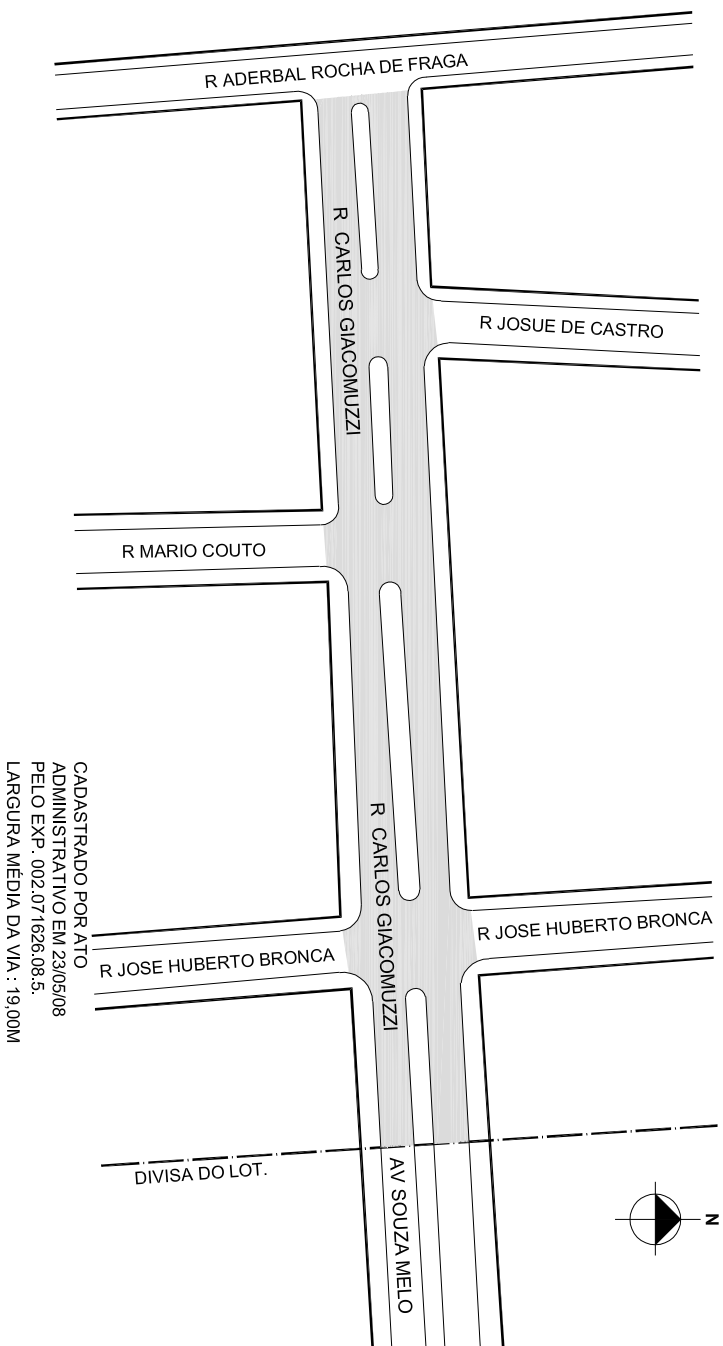 R ADERBAL ROCHA DE FRAGA
R CARLOS GIACOMUZZI
R JOSUE DE CASTRO
R MARIO COUTO
R CARLOS GIACOMUZZI
R JOSE HUBERTO BRONCA
R JOSE HUBERTO BRONCA
CADASTRADO POR ATO
ADMINISTRATIVO EM 23/05/08
PELO EXP. 002.071626.08.5.
LARGURA MÉDIA DA VIA : 19,00M
DIVISA DO LOT.
AV SOUZA MELO
N